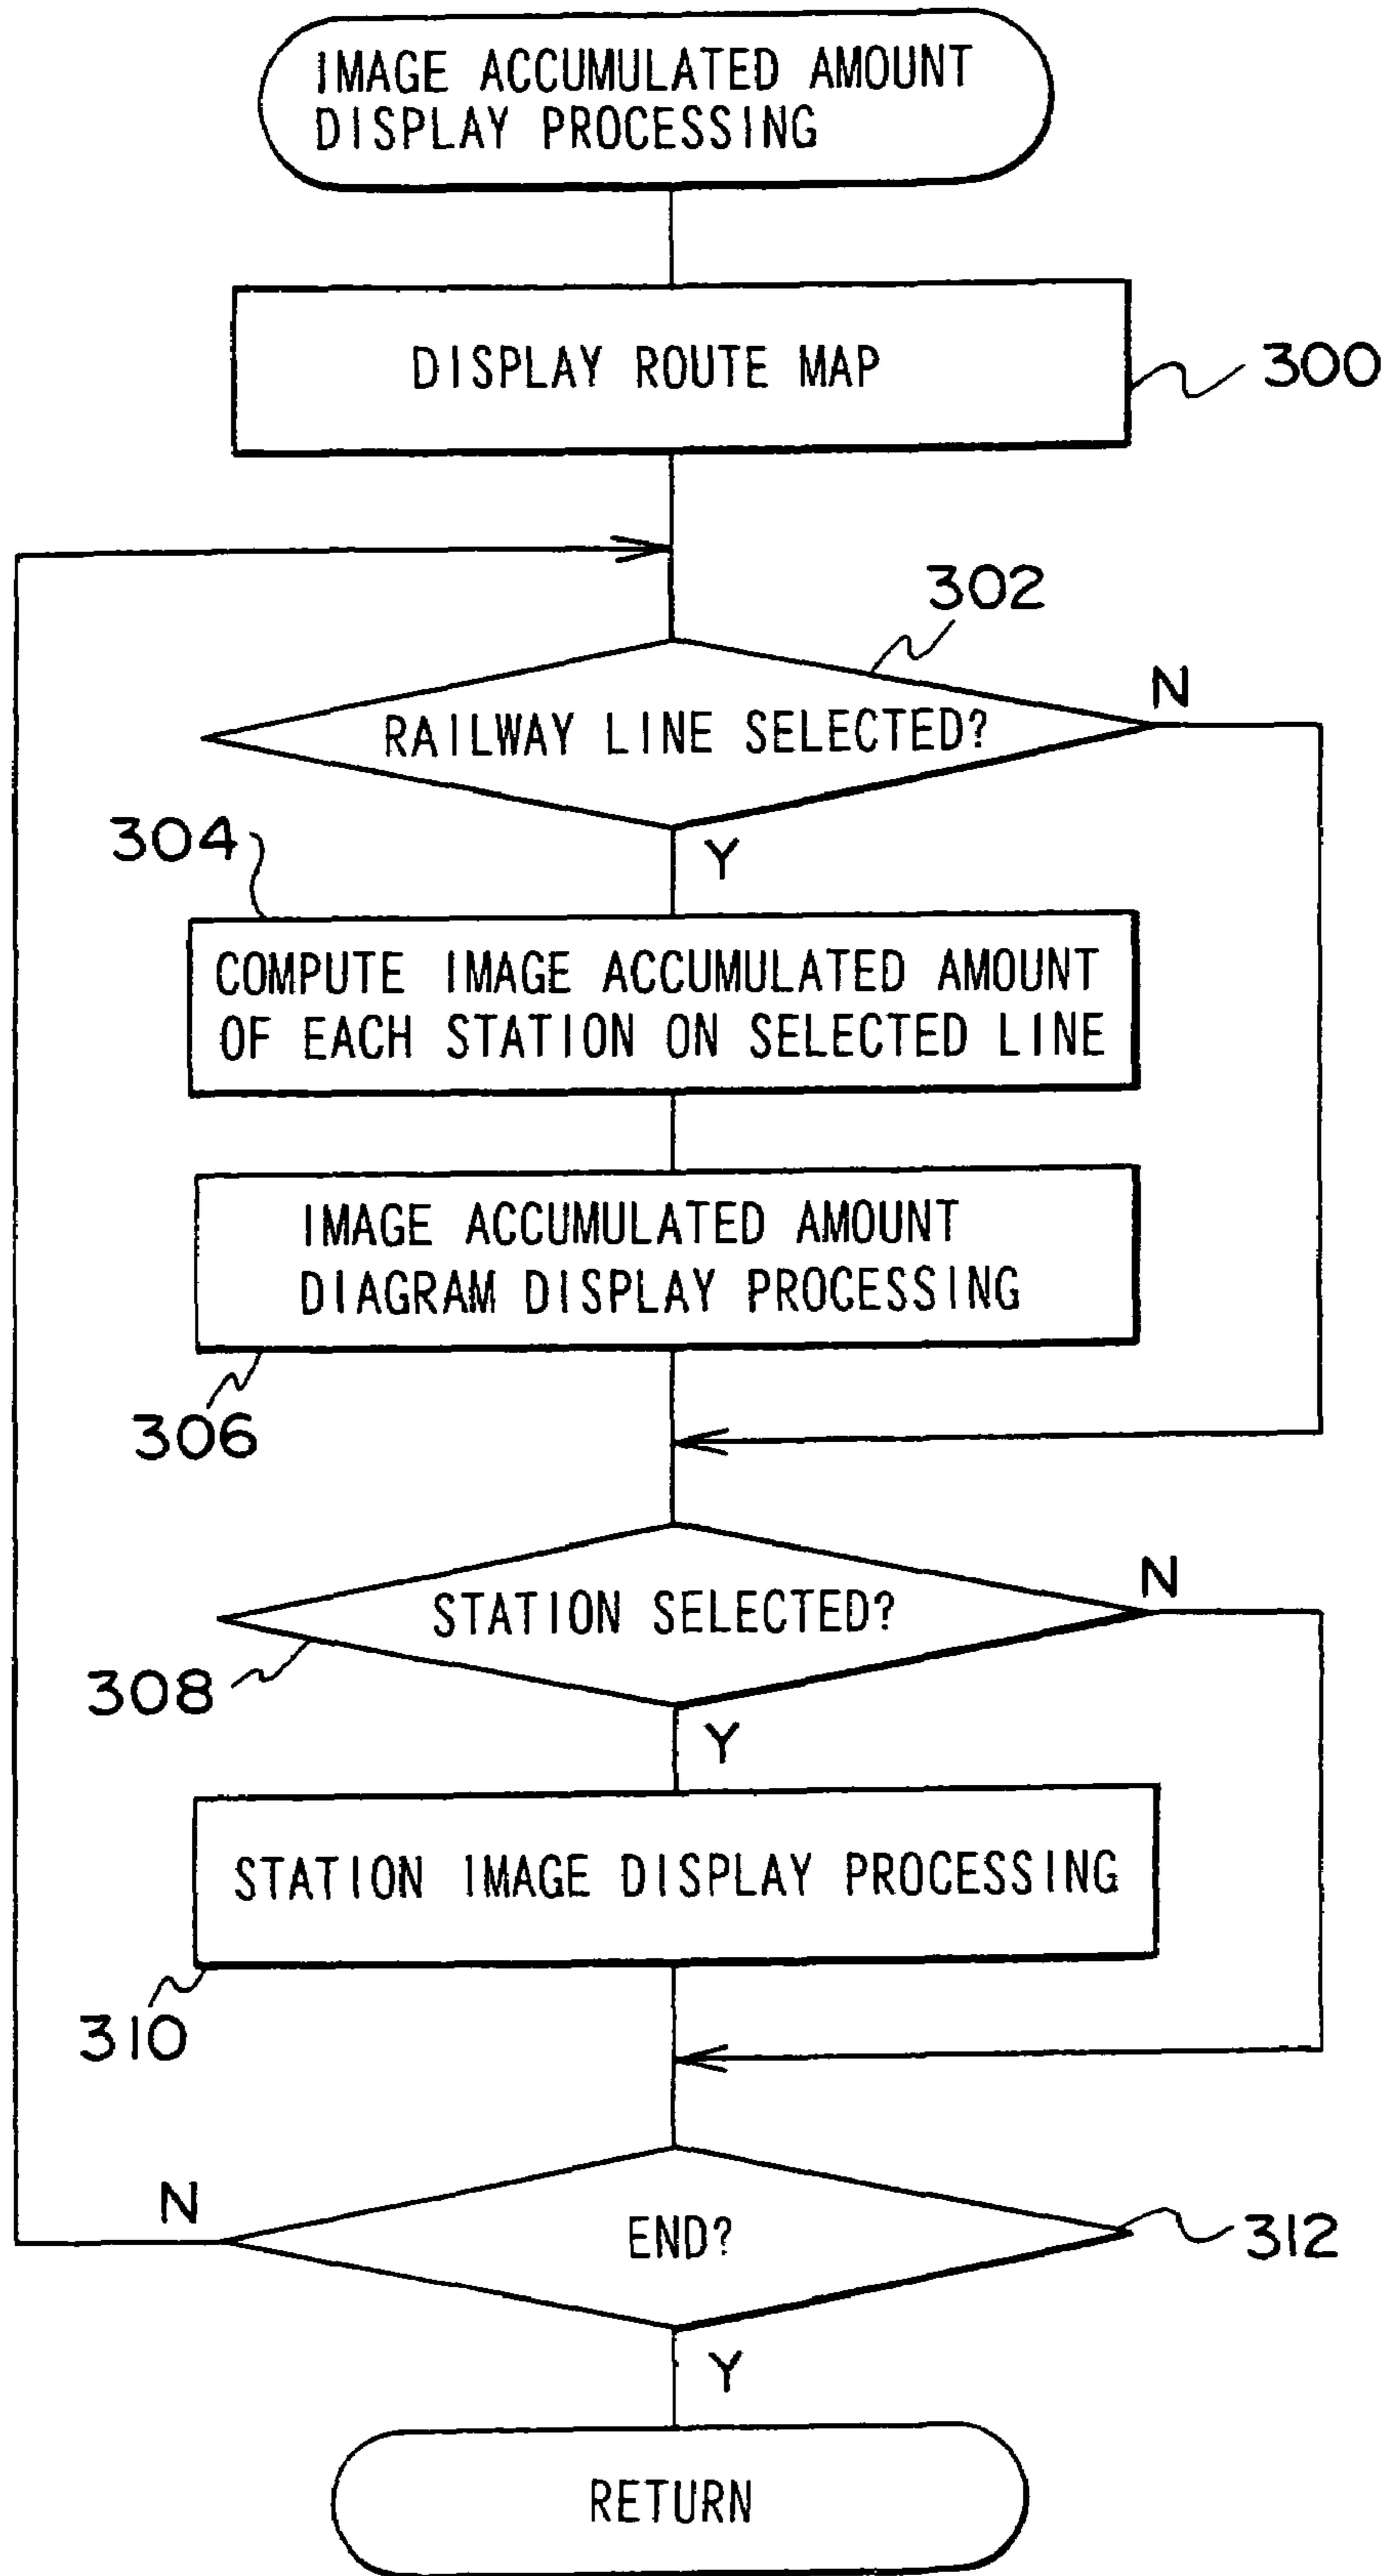 IMAGE ACCUMULATED AMOUNT
DISPLAY PROCESSING
DISPLAY ROUTE MAP
300
302
RAILWAY LINE SELECTED?
N
Y
304
COMPUTE IMAGE ACCUMULATED AMOUNT
OF EACH STATION ON SELECTED LINE
IMAGE ACCUMULATED AMOUNT
DIAGRAM DISPLAY PROCESSING
306
STATION SELECTED?
N
308
Y
STATION IMAGE DISPLAY PROCESSING
310
N
END?
312
Y
RETURN